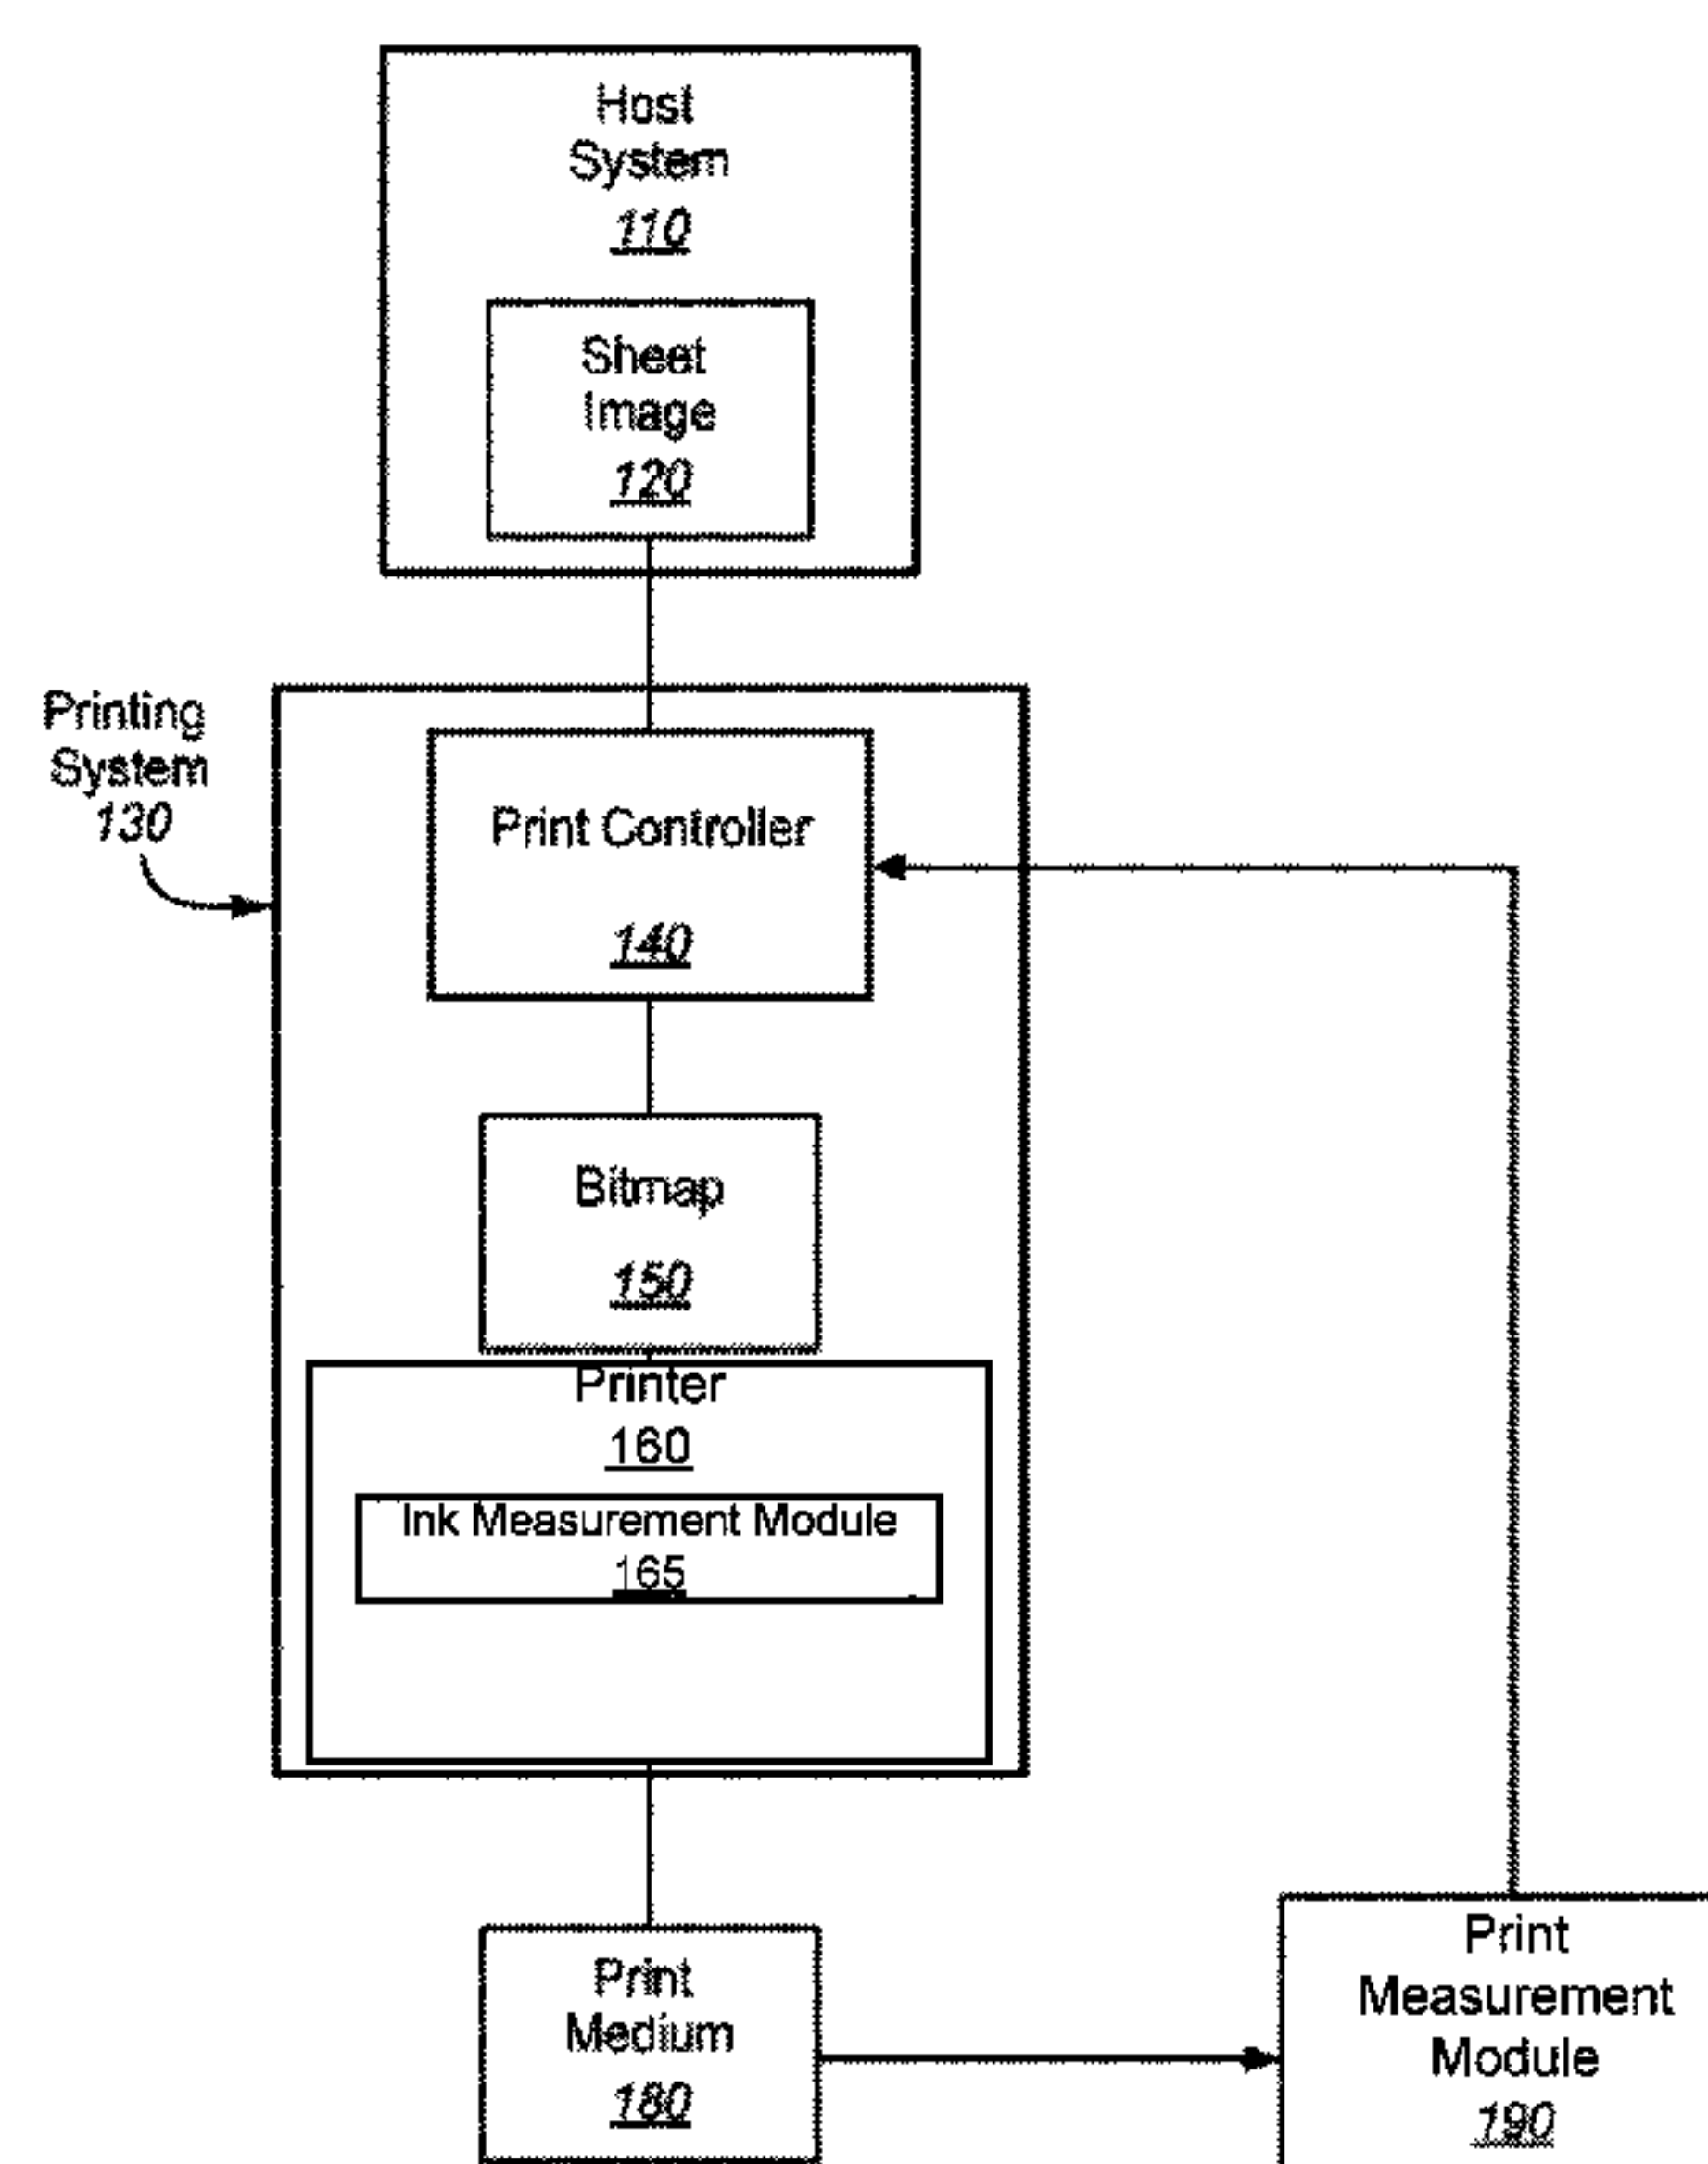 Host
System
110
Sheet
Image
120
Printing
System
130
Print Controller
140
Bitmap
150
Printer
160
Ink Measurement Module
165
Print
Medium
180
Print
Measurement
Module
190